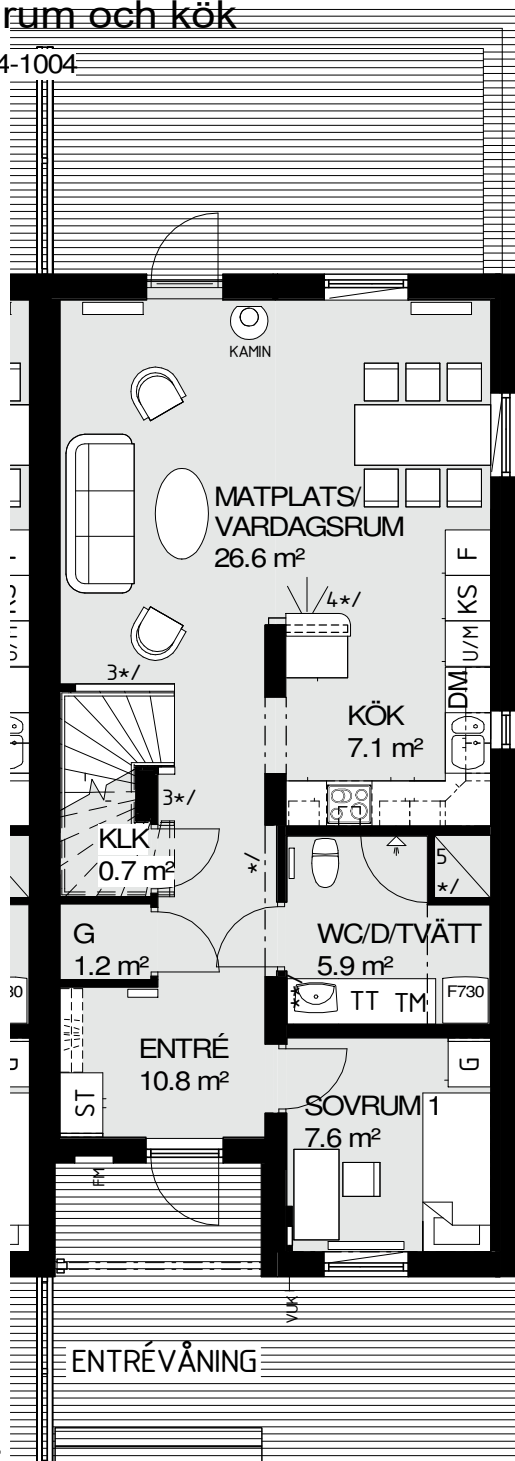 rum och kök
4-1004
KAMIN
MATPLATS/
VARDAGSRUM
26.6 m²
F
KS
U/M
DM
4*/
3*/
KÖK
7.1 m²
3*/
KLK
0.7 m²
*/
5
*/
G
1.2 m²
WC/D/TVÄTT
5.9 m²
**
TT
TM
F730
30
ENTRÉ
10.8 m²
G
ST
SOVRUM 1
7.6 m²
FM
VUK
ENTRÉVÅNING